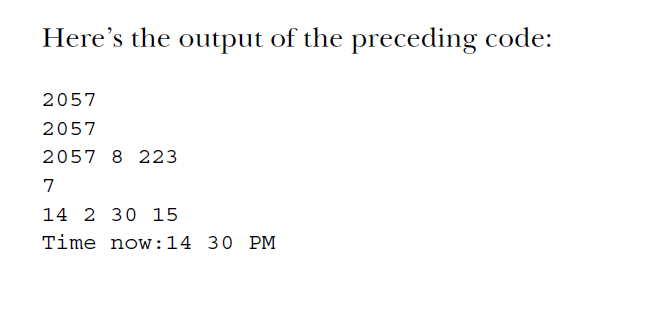 Here’s the output of the preceding code:
2057
2057
2057 8 223
7
14 2 30 15
Time now:14 30 PM